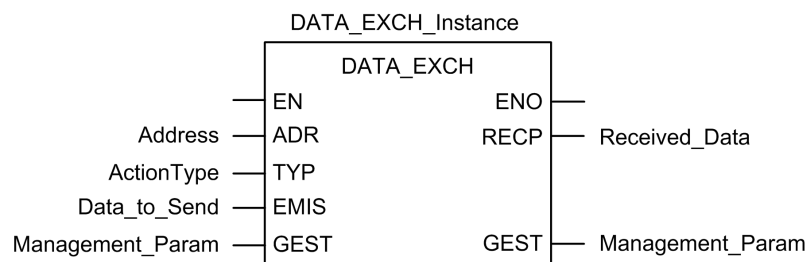 DATA_EXCH_Instance
DATA_EXCH
EN ENO
Address ADR RECP Received_Data
ActionType TYP
Data_to_Send EMIS
Management_Param GEST GEST Management_Param